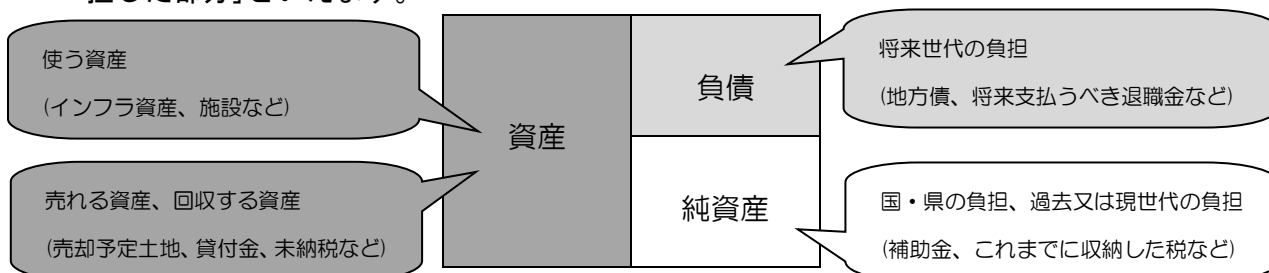 担した部分」といえます。
使う資産
(インフラ資産、施設など)
売れる資産、回収する資産
(売却予定土地、貸付金、未納税など)
資産
負債
純資産
将来世代の負担
(地方債、将来支払うべき退職金など)
国・県の負担、過去又は現世代の負担
(補助金、これまでに収納した税など)